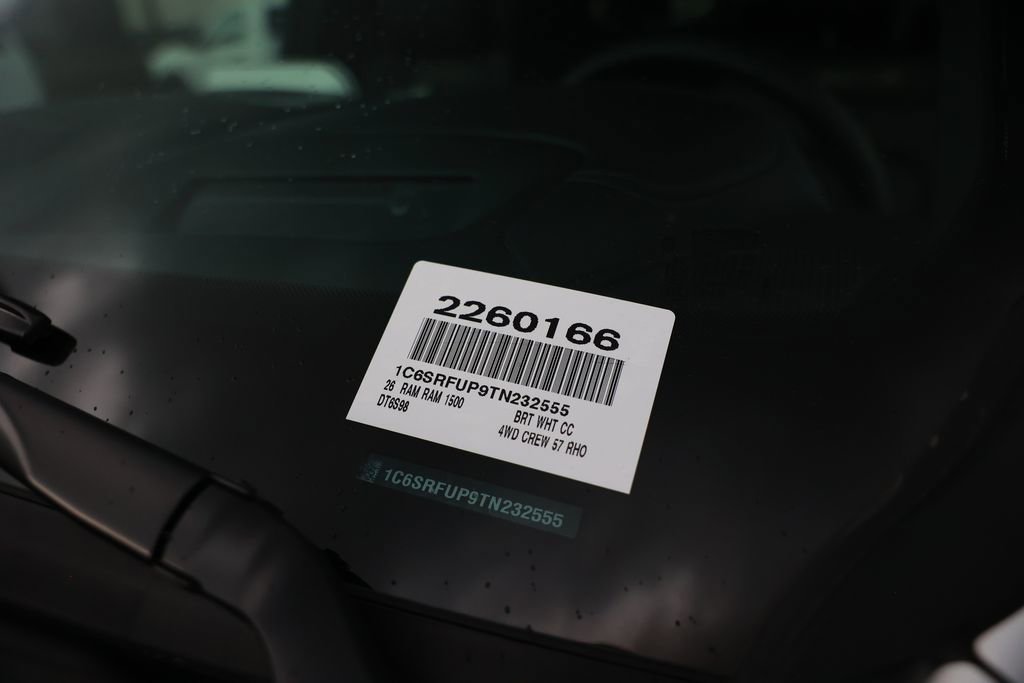 2260166
1C6SRFUP9TN232555
26 RAM RAM 1500 BRT WHT CC
DT6S98 4WD CREW 57 RHO
1C6SRFUP9TN232555